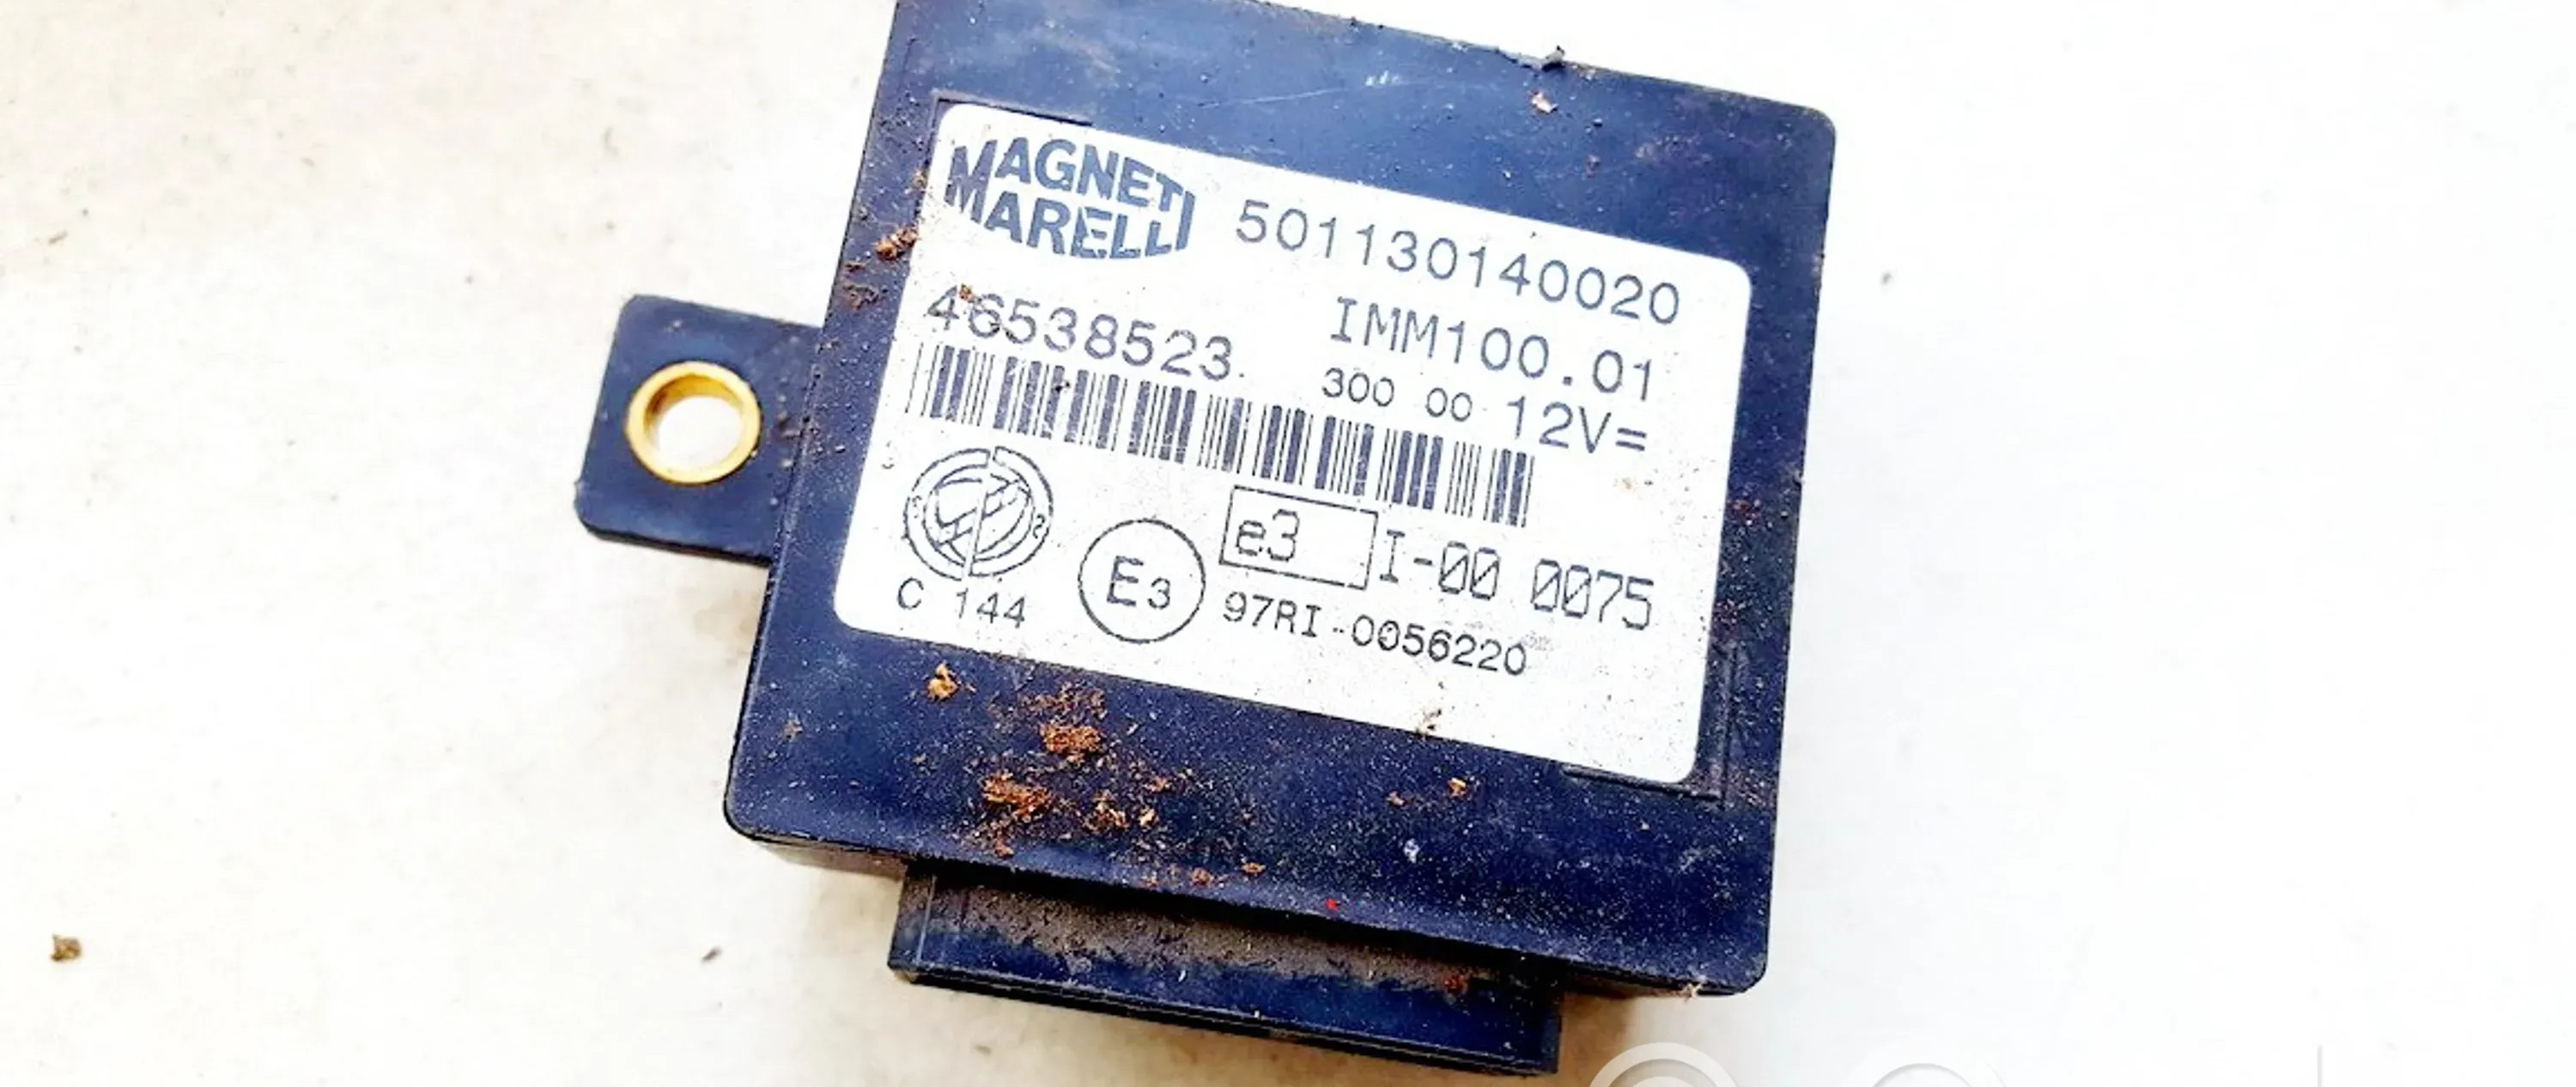 MAGNETI
MARELLI
501130140020
46538523
IMM100.01
300 00 12V=
e3 I-00 0075
E3
97RI-0056220
C 144